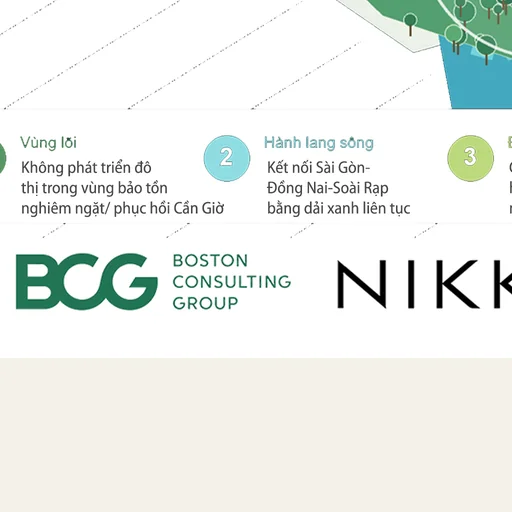 Vùng lõi
Không phát triển đô
thị trong vùng bảo tồn
nghiêm ngặt/ phục hồi Cần Giờ
2
Hành lang sông
Kết nối Sài Gòn-
Đồng Nai-Soài Rạp
bằng dải xanh liên tục
3
BCG
BOSTON
CONSULTING
GROUP
NIKK